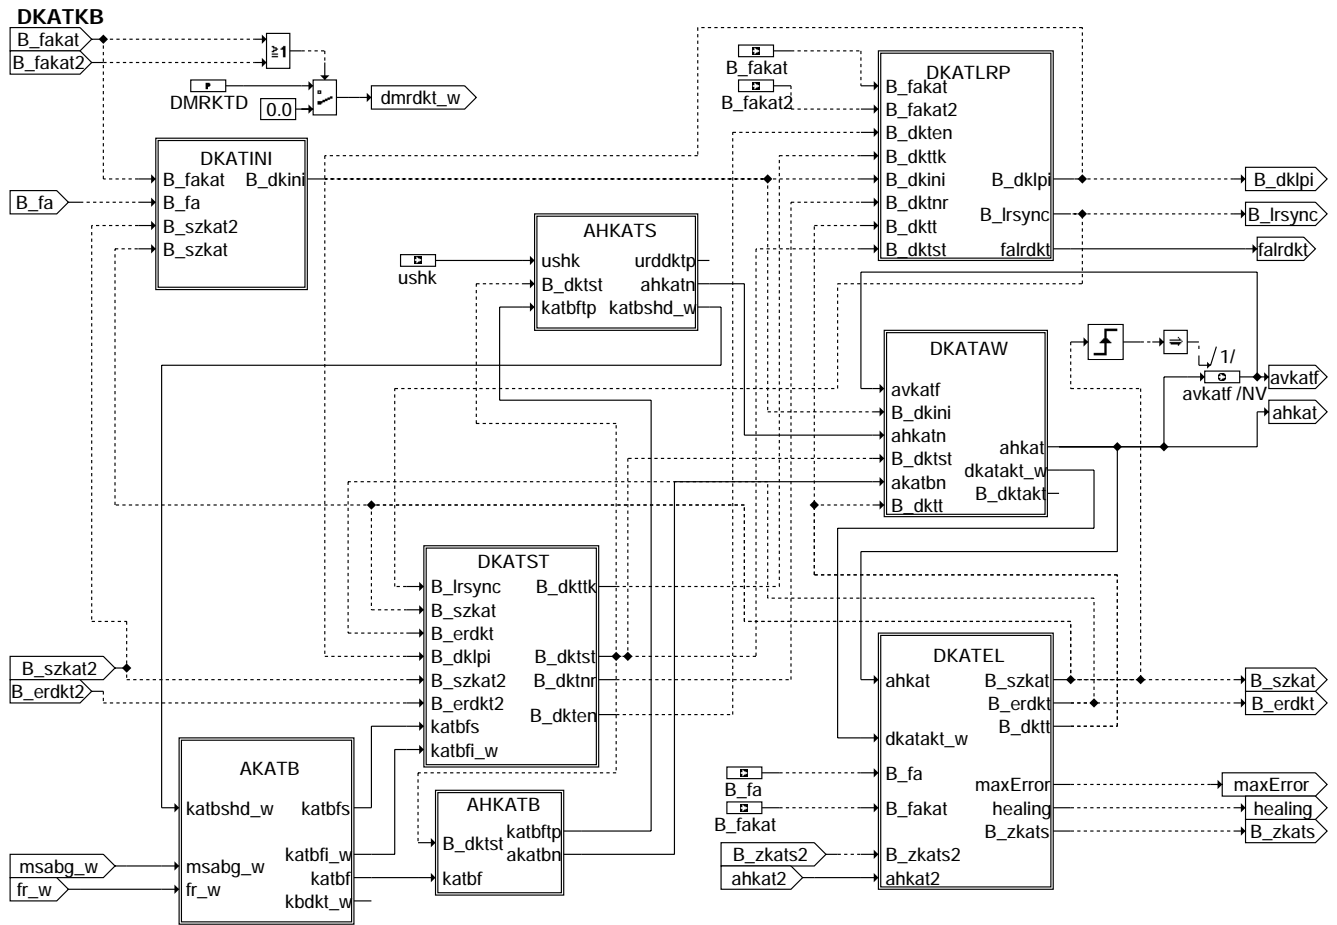 DKATKB
B_fakat
B_fakat2
≥1
DMRKTD
P
0.0
dmrdkt_w
DKATINI
B_fakat
B_dkini
B_fa
B_szkat2
B_szkat
B_fa
B_fakat
B_fakat2
DKATLRP
B_fakat
B_fakat2
B_dkten
B_dkttk
B_dkini
B_dktnr
B_dktt
B_dktst
B_dklpi
B_lrsync
falrdkt
B_dklpi
B_lrsync
falrdkt
AHKATS
ushk
urddktp
B_dktst
ahkatn
katbftp
katbshd_w
ushk
DKATAW
avkatf
B_dkini
ahkatn
B_dktst
akatbn
B_dktt
ahkat
dkatakt_w
B_dktakt
/1/
avkatf /NV
avkatf
ahkat
DKATST
B_lrsync
B_dkttk
B_szkat
B_erdkt
B_dklpi
B_dktst
B_szkat2
B_dktnr
B_erdkt2
B_dkten
katbfs
katbfi_w
B_szkat2
B_erdkt2
DKATEL
ahkat
B_szkat
B_erdkt
B_dktt
dkatakt_w
B_fa
maxError
B_fakat
healing
B_zkats
B_zkats2
ahkat2
B_szkat
B_erdkt
maxError
healing
B_zkats
B_fa
B_fakat
B_zkats2
ahkat2
AKATB
katbshd_w
katbfs
katbfi_w
msabg_w
katbf
fr_w
kbdkt_w
msabg_w
fr_w
AHKATB
katbftp
B_dktst
akatbn
katbf